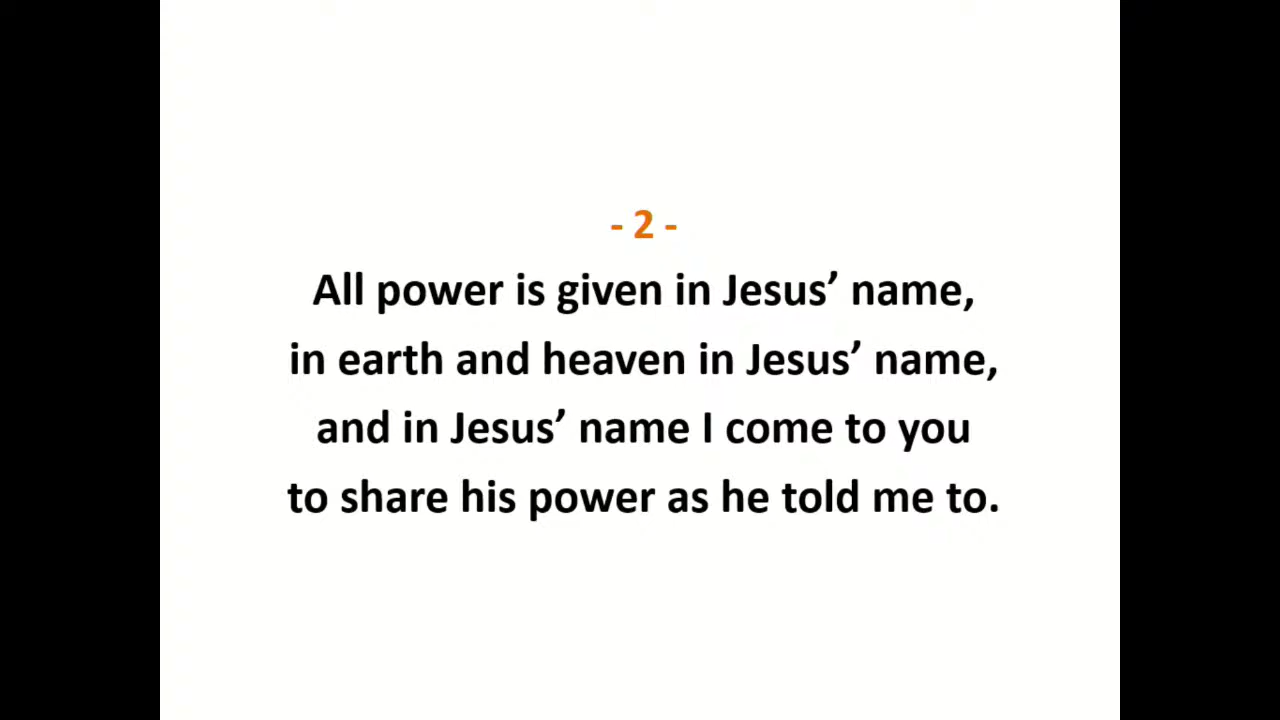 - 2 -
All power is given in Jesus’ name,
in earth and heaven in Jesus’ name,
and in Jesus’ name I come to you
to share his power as he told me to.